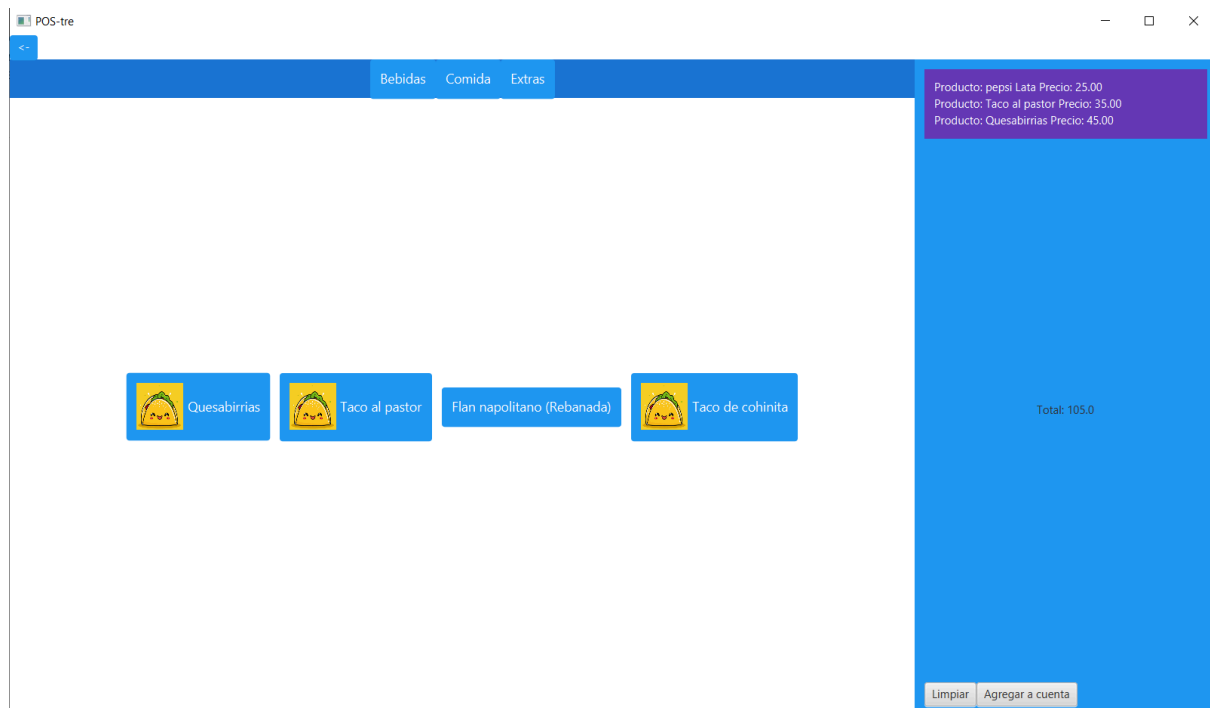 POS-tre
<-
Bebidas Comida Extras
Producto: pepsi Lata Precio: 25.00
Producto: Taco al pastor Precio: 35.00
Producto: Quesabirrias Precio: 45.00
Quesabirrias Taco al pastor Flan napolitano (Rebanada) Taco de cohinita
Total: 105.0
Limpiar Agregar a cuenta